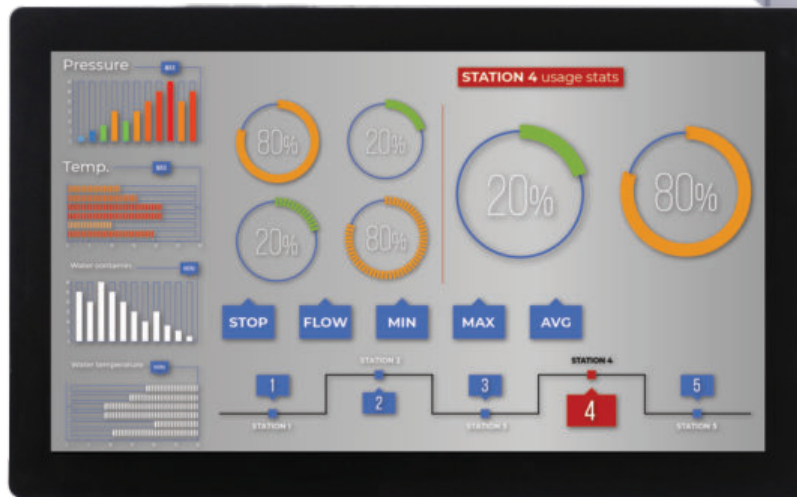 Pressure
STATION 4 usage stats
80%
20%
20%
80%
Temp.
20%
80%
Water containes
STOP
FLOW
MIN
MAX
AVG
Water temperature
STATION 2
STATION 4
1
2
3
4
5
STATION 1
STATION 3
STATION 5